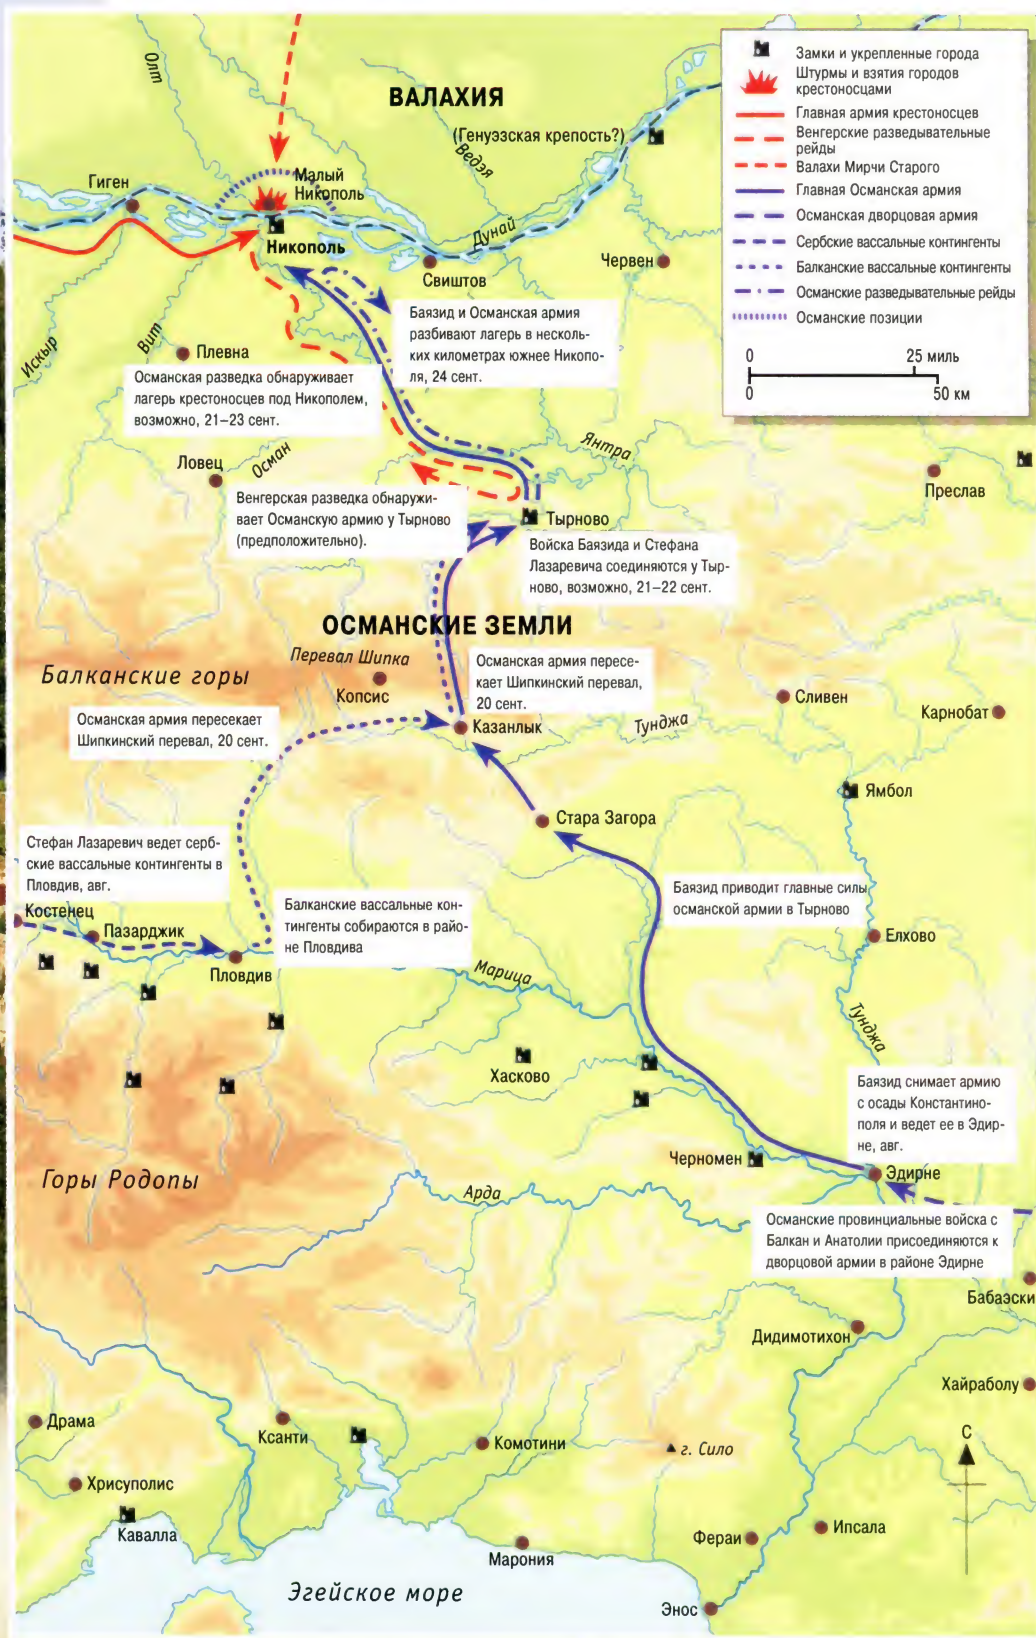 Замки и укрепленные города
Штурмы и взятия городов
крестоносцами
Главная армия крестоносцев
Венгерские разведывательные
рейды
Валахи Мирчи Старого
Главная Османская армия
Османская дворцовая армия
Сербские вассальные контингенты
Балканские вассальные контингенты
Османские разведывательные рейды
Османские позиции
0
25 миль
0
50 км
Олт
ВАЛАХИЯ
(Генуэзская крепость?)
Ведэя
Гиген
Малый
Никополь
Никополь
Дунай
Свиштов
Червен
Искыр
Вит
Плевна
Баязид и Османская армия
разбивают лагерь в несколь-
ких километрах южнее Никопо-
ля, 24 сент.
Османская разведка обнаруживает
лагерь крестоносцев под Никополем,
возможно, 21–23 сент.
Янтра
Ловец
Осман
Преслав
Венгерская разведка обнаружи-
вает Османскую армию у Тырново
(предположительно).
Тырново
Войска Баязида и Стефана
Лазаревича соединяются у Тыр-
ново, возможно, 21–22 сент.
ОСМАНСКИЕ ЗЕМЛИ
Балканские горы
Перевал Шипка
Копсис
Османская армия пересе-
кает Шипкинский перевал,
20 сент.
Сливен
Карнобат
Османская армия пересекает
Шипкинский перевал, 20 сент.
Казанлык
Тунджа
Ямбол
Стара Загора
Стефан Лазаревич ведет серб-
ские вассальные контингенты в
Пловдив, авг.
Костенец
Пазарджик
Пловдив
Балканские вассальные кон-
тингенты собираются в райо-
не Пловдива
Баязид приводит главные силы
османской армии в Тырново
Елхово
Марица
Тунджа
Хасково
Баязид снимает армию
с осады Константино-
поля и ведет ее в Эдир-
не, авг.
Черномен
Эдирне
Горы Родопы
Арда
Османские провинциальные войска с
Балкан и Анатолии присоединяются к
дворцовой армии в районе Эдирне
Бабаэски
Дидимотихон
Хайраболу
Драма
Ксанти
Комотини
г. Сило
С
Хрисуполис
Кавалла
Марония
Фераи
Ипсала
Эгейское море
Энос